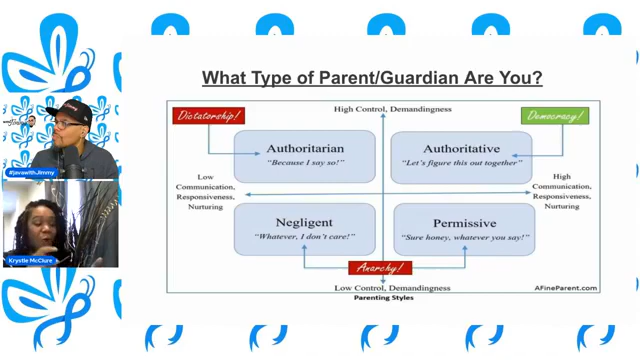 What Type of Parent/Guardian Are You?
Dictatorship!
High Control, Demandingness
Democracy!
Authoritarian
"Because I say so!"
Authoritative
"Let's figure this out together"
Low
Communication,
Responsiveness,
Nurturing
High
Communication,
Responsiveness,
Nurturing
Negligent
"Whatever, I don't care!"
Permissive
"Sure honey, whatever you say!"
Anarchy!
Low Control, Demandingness
Parenting Styles
AFineParent.com
#javawithJimmy
Krystle McClure